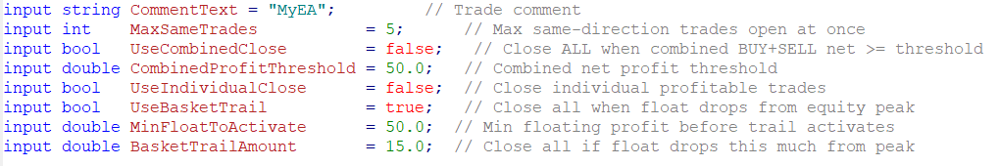 input string CommentText = "MyEA";         // Trade comment
input int    MaxSameTrades           = 5;      // Max same-direction trades open at once
input bool   UseCombinedClose        = false;   // Close ALL when combined BUY+SELL net >= threshold
input double CombinedProfitThreshold = 50.0;   // Combined net profit threshold
input bool   UseIndividualClose      = false;  // Close individual profitable trades
input bool   UseBasketTrail          = true;   // Close all when float drops from equity peak
input double MinFloatToActivate      = 50.0;  // Min floating profit before trail activates
input double BasketTrailAmount       = 15.0;  // Close all if float drops this much from peak